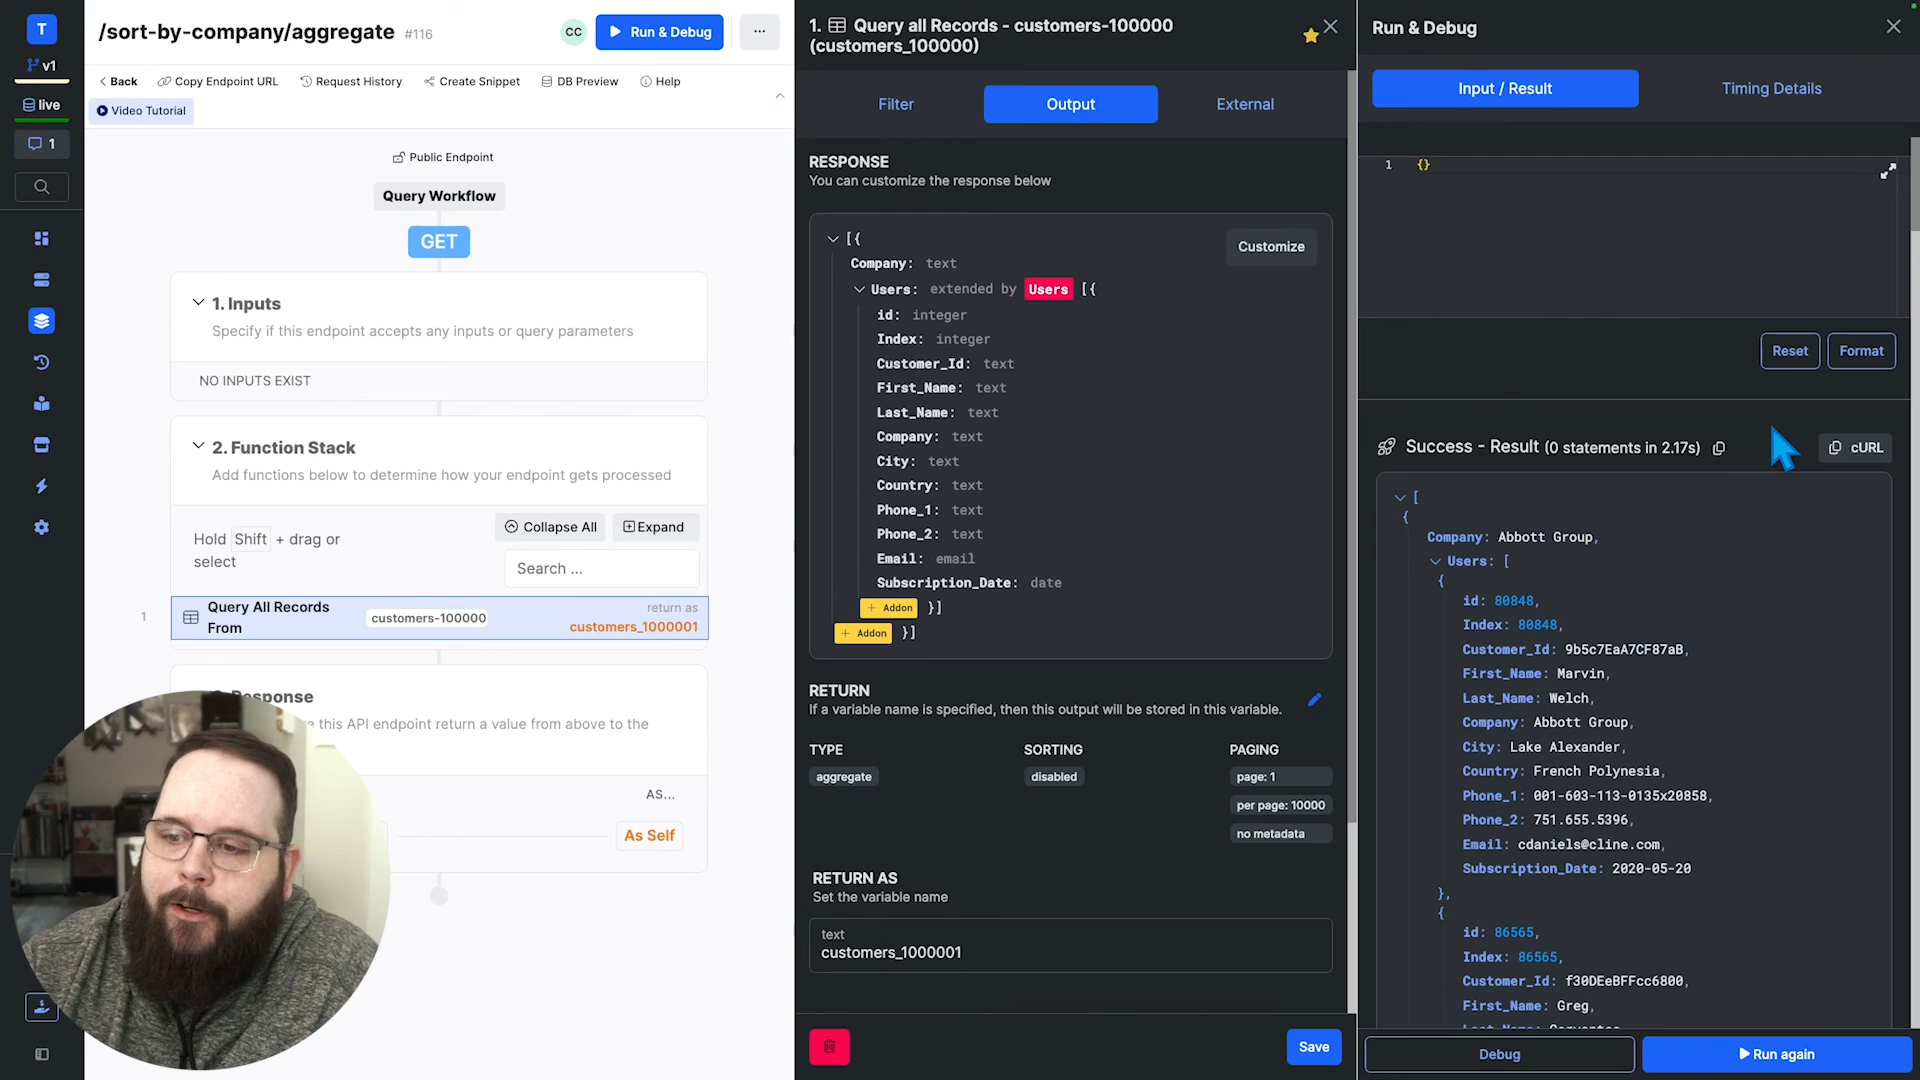 T
v1
live
1
/sort-by-company/aggregate #116
CC
Run & Debug
...
Back
Copy Endpoint URL
Request History
Create Snippet
DB Preview
Help
Video Tutorial
Public Endpoint
Query Workflow
GET
1. Inputs
Specify if this endpoint accepts any inputs or query parameters
NO INPUTS EXIST
2. Function Stack
Add functions below to determine how your endpoint gets processed
Hold Shift + drag or
select
Collapse All
Expand
Search ...
1
Query All Records
From
customers-100000
return as
customers_1000001
Response
this API endpoint return a value from above to the
AS...
As Self
1. Query all Records - customers-100000
(customers_100000)
Filter
Output
External
RESPONSE
You can customize the response below
Customize
[{
Company: text
Users: extended by Users [{
id: integer
Index: integer
Customer_Id: text
First_Name: text
Last_Name: text
Company: text
City: text
Country: text
Phone_1: text
Phone_2: text
Email: email
Subscription_Date: date
+ Addon }]
+ Addon }]
RETURN
If a variable name is specified, then this output will be stored in this variable.
TYPE
aggregate
SORTING
disabled
PAGING
page: 1
per page: 10000
no metadata
RETURN AS
Set the variable name
text
customers_1000001
Save
Run & Debug
Input / Result
Timing Details
1 {}
Reset
Format
Success - Result (0 statements in 2.17s)
cURL
[
{
Company: Abbott Group,
Users: [
{
id: 80848,
Index: 80848,
Customer_Id: 9b5c7EaA7CF87aB,
First_Name: Marvin,
Last_Name: Welch,
Company: Abbott Group,
City: Lake Alexander,
Country: French Polynesia,
Phone_1: 001-603-113-0135x20858,
Phone_2: 751.655.5396,
Email: cdaniels@cline.com,
Subscription_Date: 2020-05-20
},
{
id: 86565,
Index: 86565,
Customer_Id: f30DEeBFFcc6800,
First_Name: Greg,
Debug
Run again